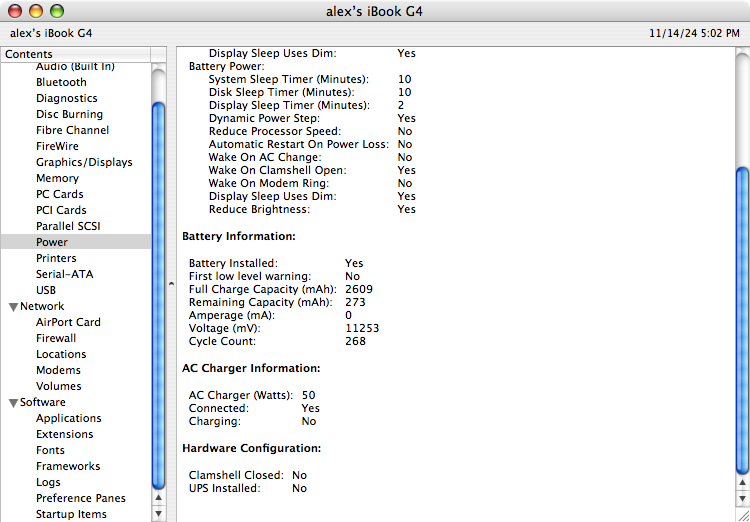 alex's iBook G4
alex's iBook G4 11/14/24 5:02 PM
Contents
Audio (Built In)
Bluetooth
Diagnostics
Disc Burning
Fibre Channel
FireWire
Graphics/Displays
Memory
PC Cards
PCI Cards
Parallel SCSI
Power
Printers
Serial-ATA
USB
Network
AirPort Card
Firewall
Locations
Modems
Volumes
Software
Applications
Extensions
Fonts
Frameworks
Logs
Preference Panes
Startup Items
Display Sleep Uses Dim: Yes
Battery Power:
System Sleep Timer (Minutes): 10
Disk Sleep Timer (Minutes): 10
Display Sleep Timer (Minutes): 2
Dynamic Power Step: Yes
Reduce Processor Speed: No
Automatic Restart On Power Loss: No
Wake On AC Change: No
Wake On Clamshell Open: Yes
Wake On Modem Ring: No
Display Sleep Uses Dim: Yes
Reduce Brightness: Yes
Battery Information:
Battery Installed: Yes
First low level warning: No
Full Charge Capacity (mAh): 2609
Remaining Capacity (mAh): 273
Amperage (mA): 0
Voltage (mV): 11253
Cycle Count: 268
AC Charger Information:
AC Charger (Watts): 50
Connected: Yes
Charging: No
Hardware Configuration:
Clamshell Closed: No
UPS Installed: No